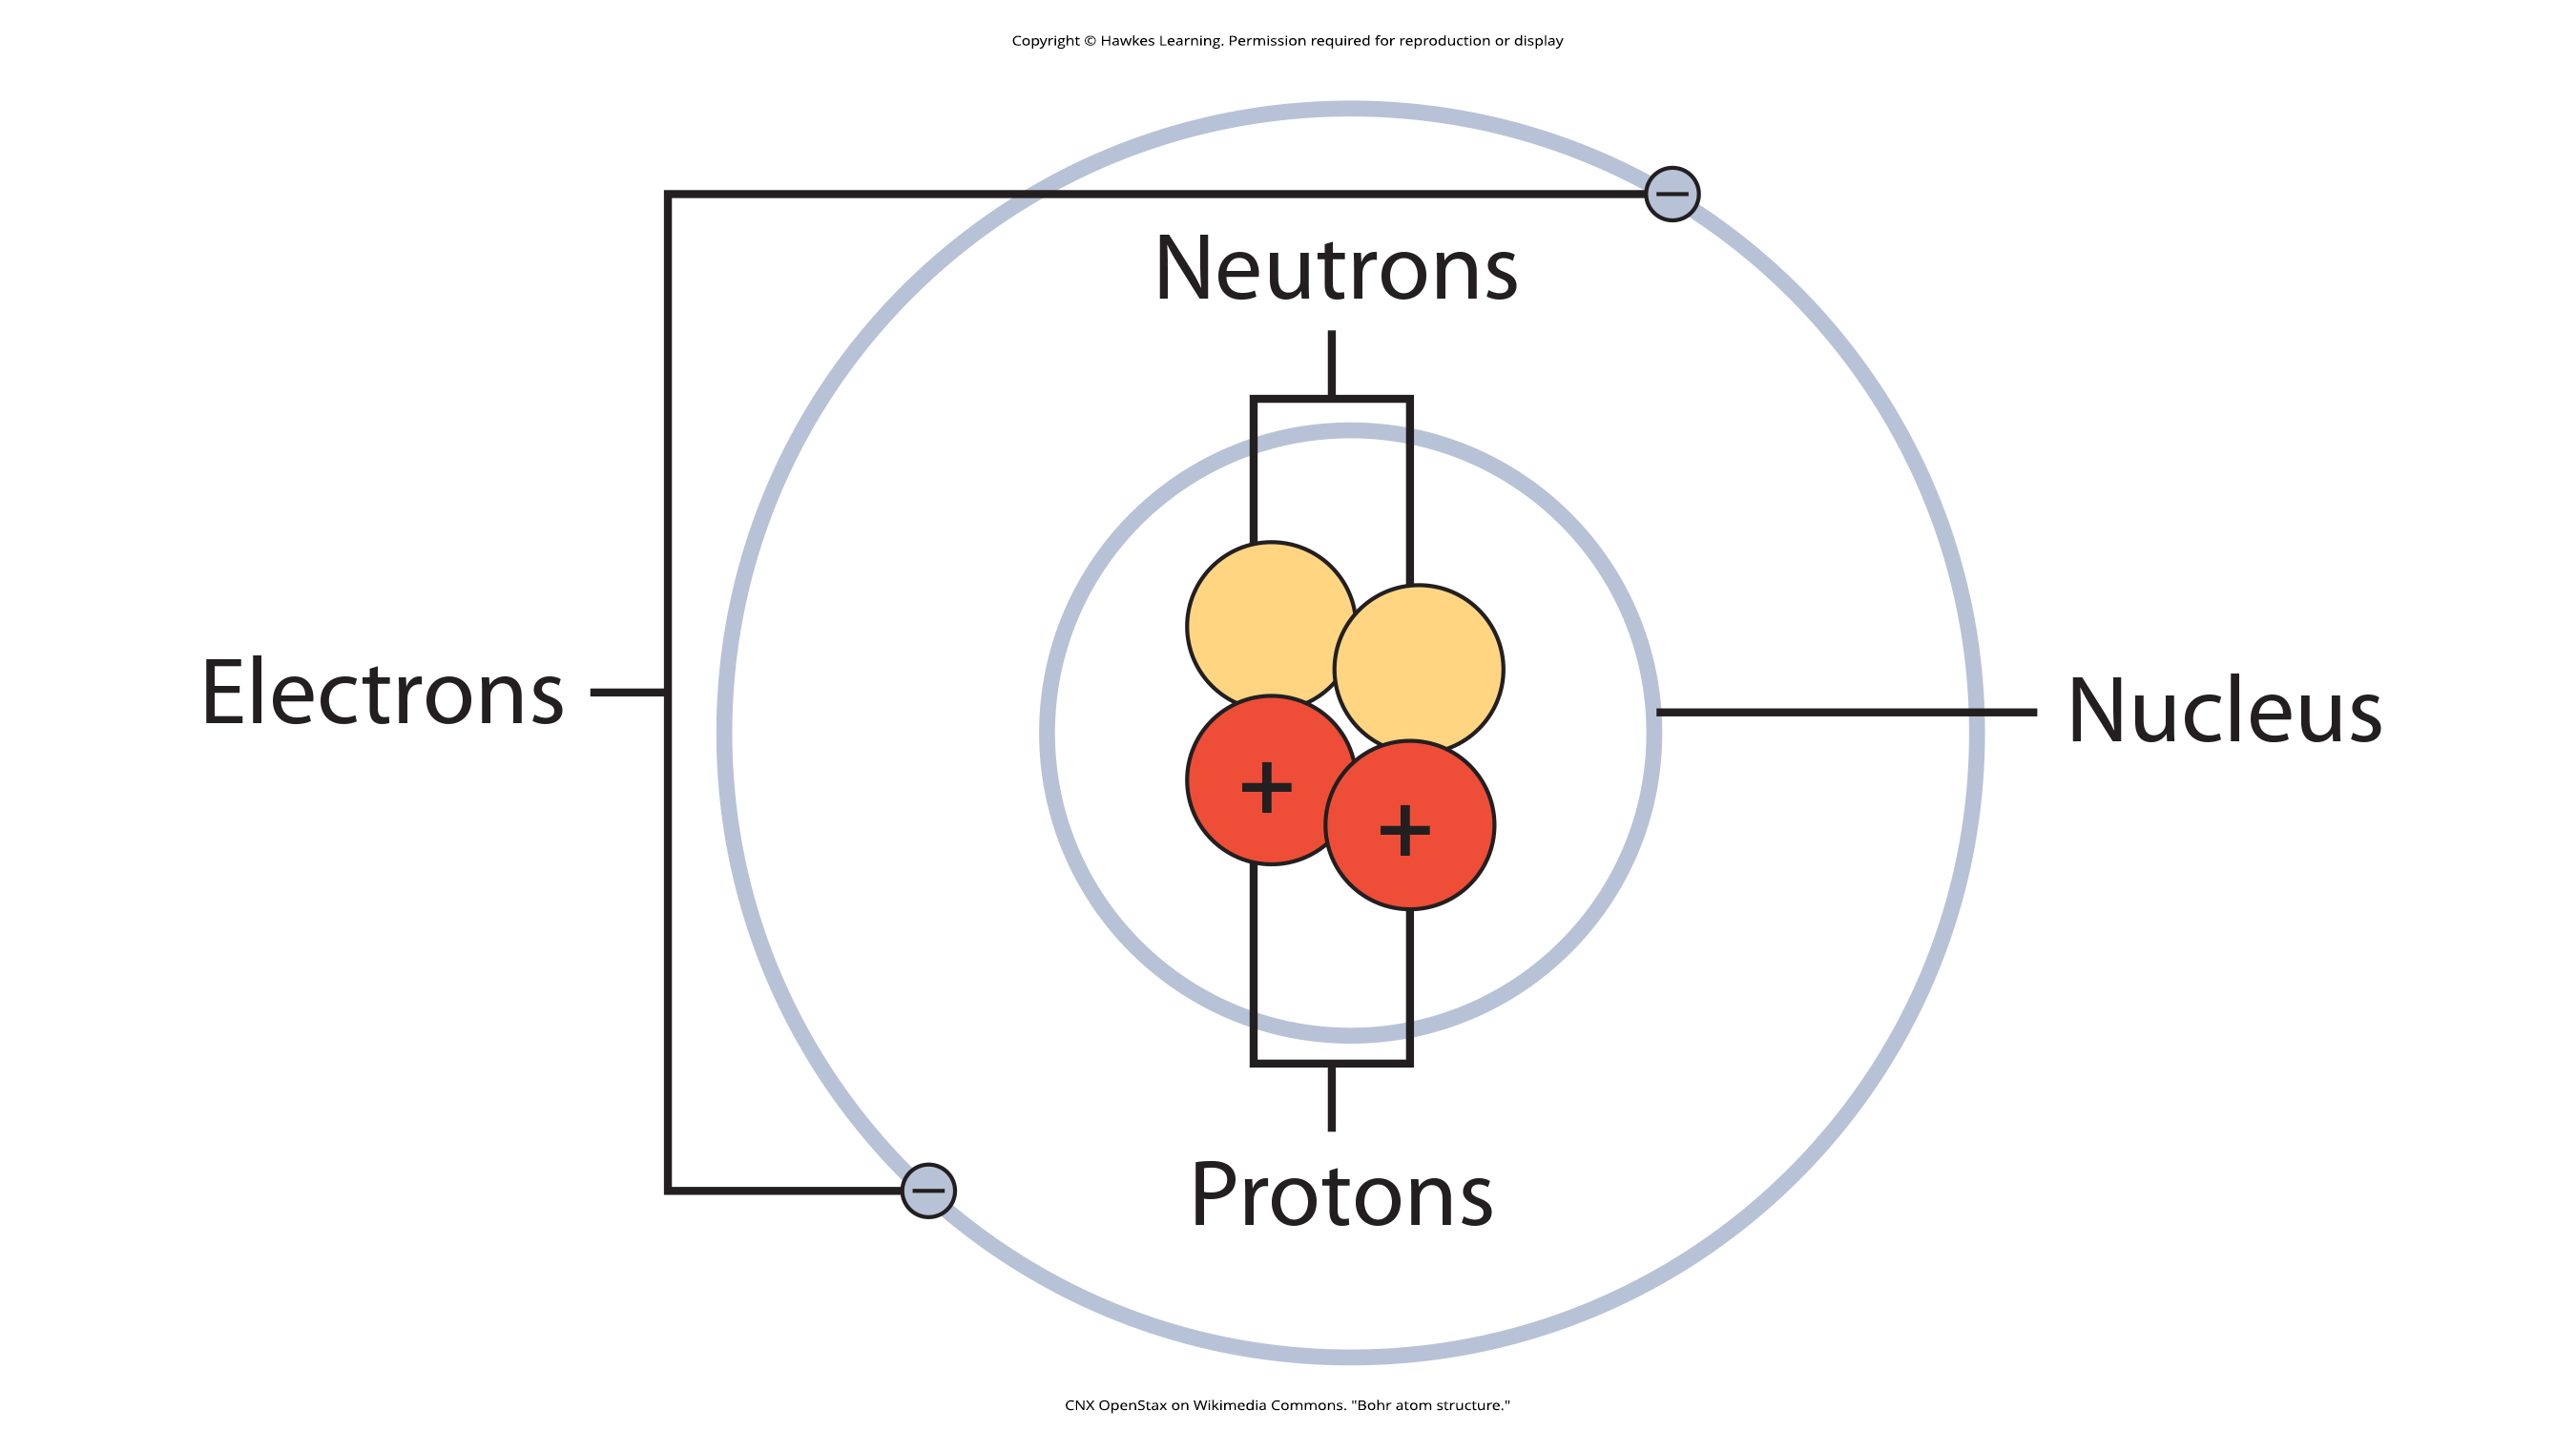 Copyright © Hawkes Learning. Permission required for reproduction or display
−
Neutrons
Electrons
Nucleus
+
+
Protons
−
CNX OpenStax on Wikimedia Commons. "Bohr atom structure."